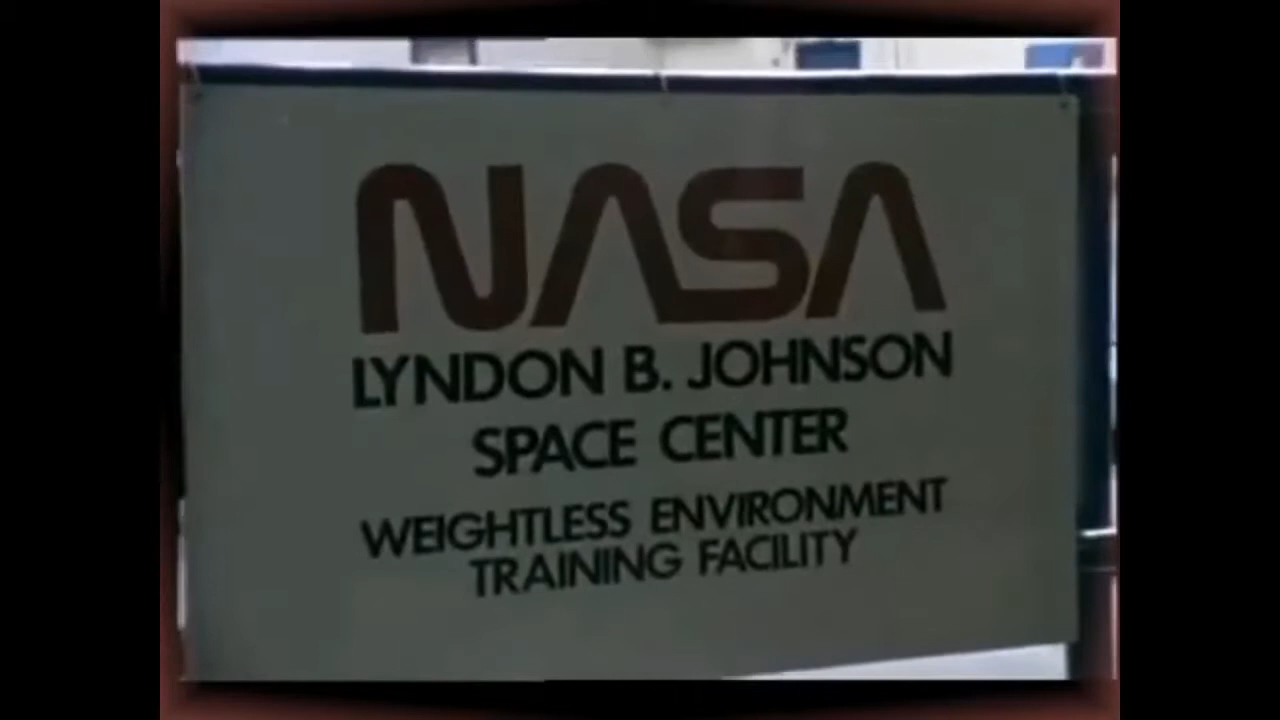 NASA
LYNDON B. JOHNSON
SPACE CENTER
WEIGHTLESS ENVIRONMENT
TRAINING FACILITY